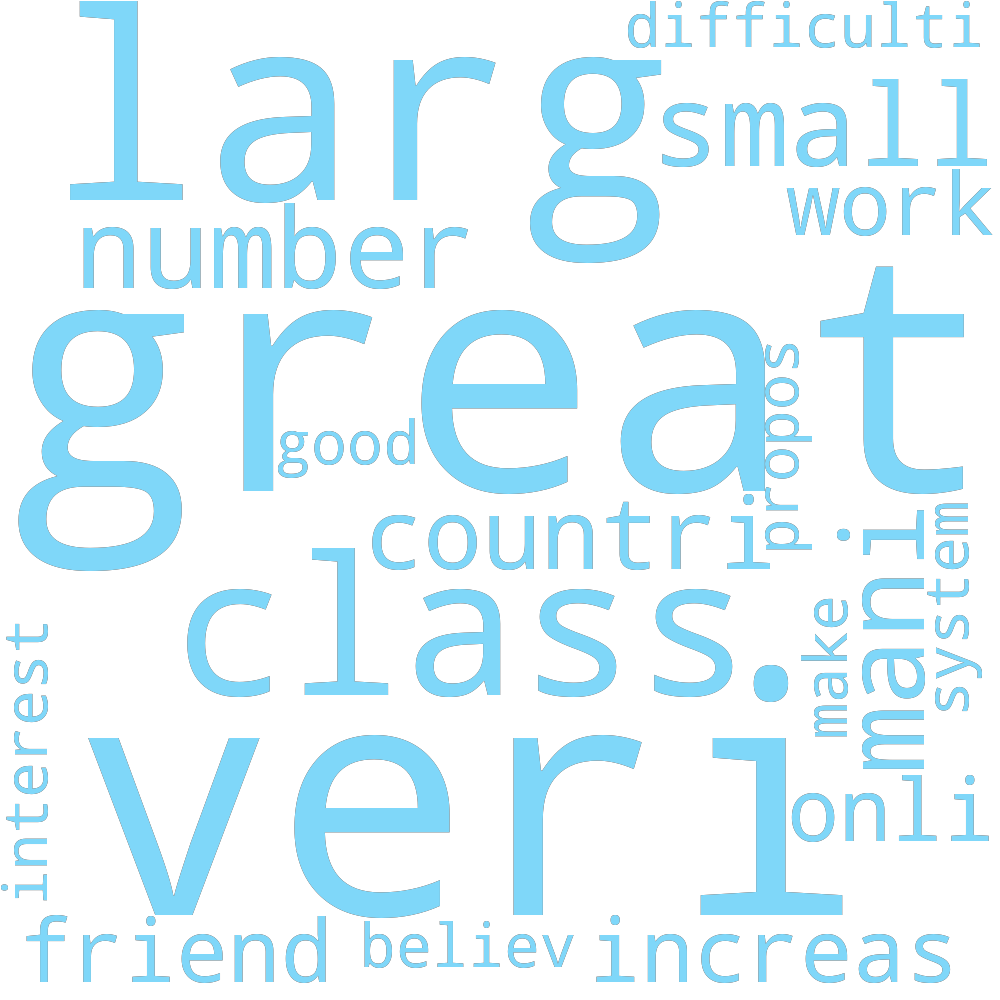 difficulti
larg
small
work
number
great
propos
good
countri
system
mani
class
make
interest
veri
onli
friend
believ
increas